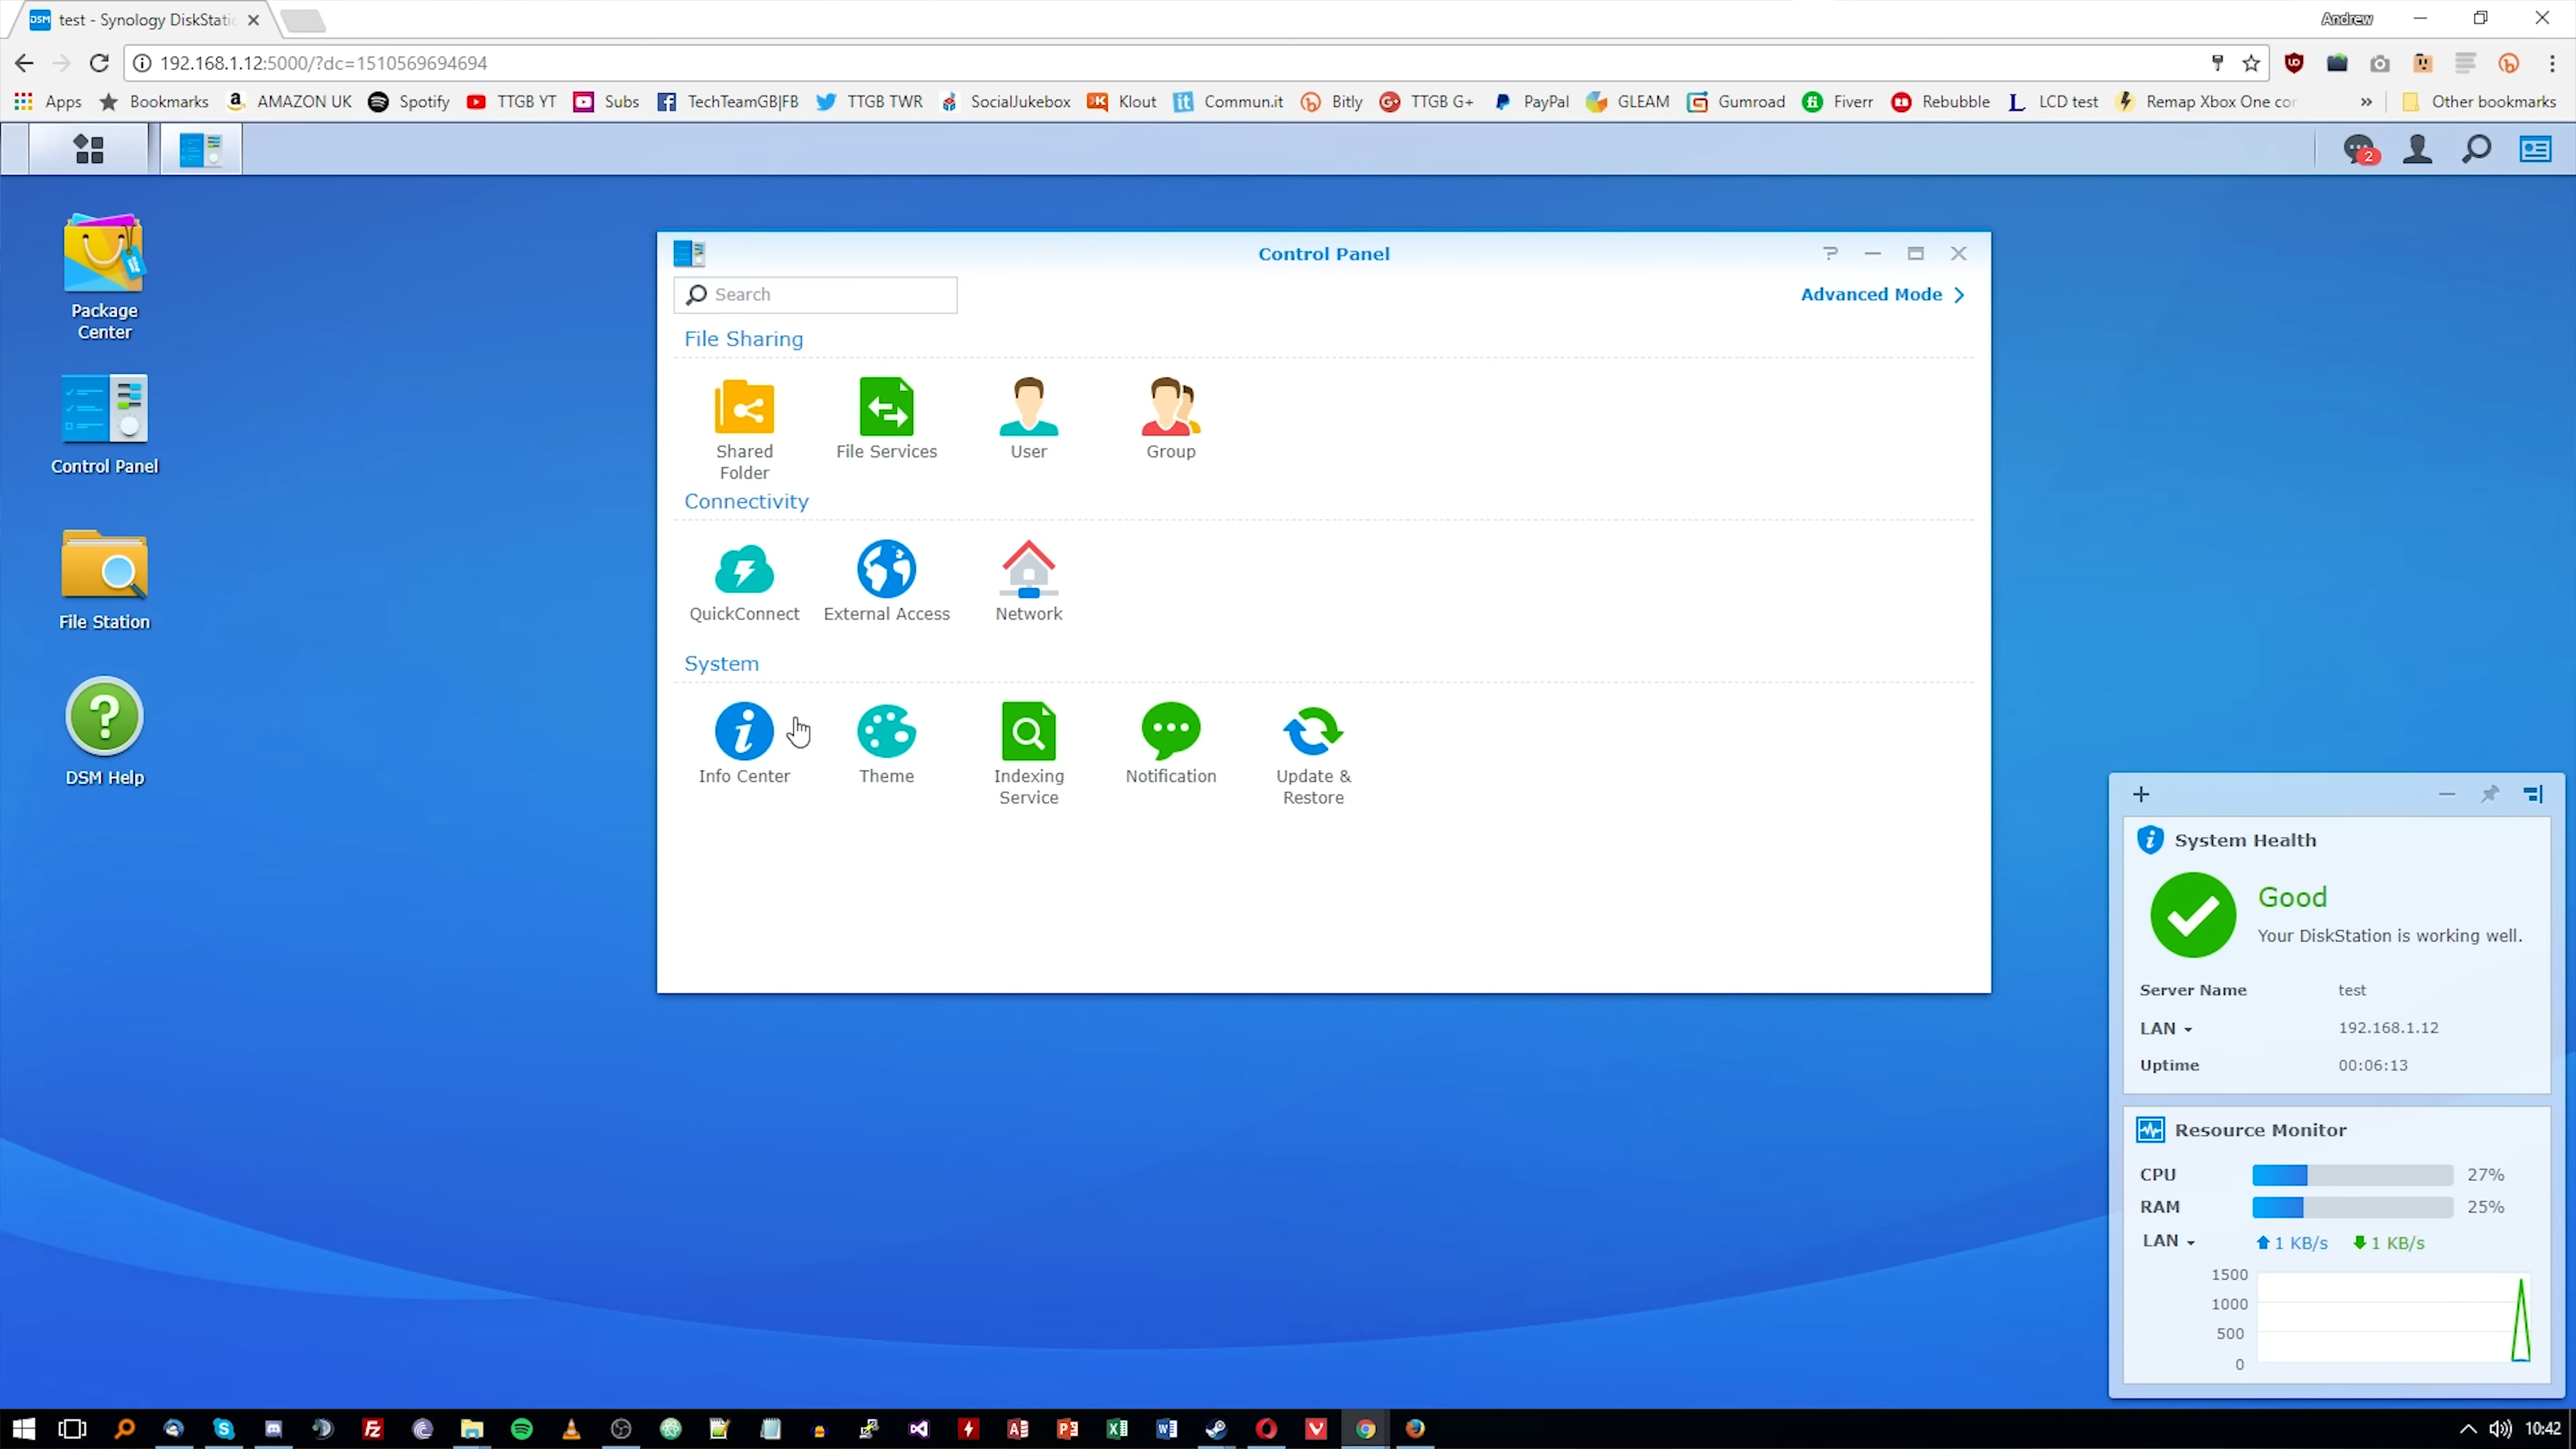 DSM test - Synology DiskStatic
Andrew
192.168.1.12:5000/?dc=1510569694694
Apps Bookmarks AMAZON UK Spotify TTGB YT Subs TechTeamGB|FB TTGB TWR SocialJukebox Klout Commun.it Bitly TTGB G+ PayPal GLEAM Gumroad Fiverr Rebubble LCD test Remap Xbox One cor » Other bookmarks
2
Package
Center
Control Panel
File Station
DSM Help
Control Panel
Search
Advanced Mode
File Sharing
Shared
Folder
File Services
User
Group
Connectivity
QuickConnect
External Access
Network
System
Info Center
Theme
Indexing
Service
Notification
Update &
Restore
System Health
Good
Your DiskStation is working well.
Server Name test
LAN 192.168.1.12
Uptime 00:06:13
Resource Monitor
CPU 27%
RAM 25%
LAN 1 KB/s 1 KB/s
1500
1000
500
0
10:42